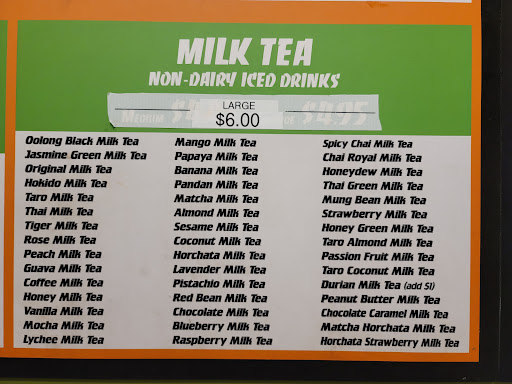 MILK TEA
NON-DAIRY ICED DRINKS
MEDIUM $4.95
LARGE
$6.00
Oolong Black Milk Tea
Jasmine Green Milk Tea
Original Milk Tea
Hokido Milk Tea
Taro Milk Tea
Thai Milk Tea
Tiger Milk Tea
Rose Milk Tea
Peach Milk Tea
Guava Milk Tea
Coffee Milk Tea
Honey Milk Tea
Vanilla Milk Tea
Mocha Milk Tea
Lychee Milk Tea
Mango Milk Tea
Papaya Milk Tea
Banana Milk Tea
Pandan Milk Tea
Matcha Milk Tea
Almond Milk Tea
Sesame Milk Tea
Coconut Milk Tea
Horchata Milk Tea
Lavender Milk Tea
Pistachio Milk Tea
Red Bean Milk Tea
Chocolate Milk Tea
Blueberry Milk Tea
Raspberry Milk Tea
Spicy Chai Milk Tea
Chai Royal Milk Tea
Honeydew Milk Tea
Thai Green Milk Tea
Mung Bean Milk Tea
Strawberry Milk Tea
Honey Green Milk Tea
Taro Almond Milk Tea
Passion Fruit Milk Tea
Taro Coconut Milk Tea
Durian Milk Tea (add $1)
Peanut Butter Milk Tea
Chocolate Caramel Milk Tea
Matcha Horchata Milk Tea
Horchata Strawberry Milk Tea